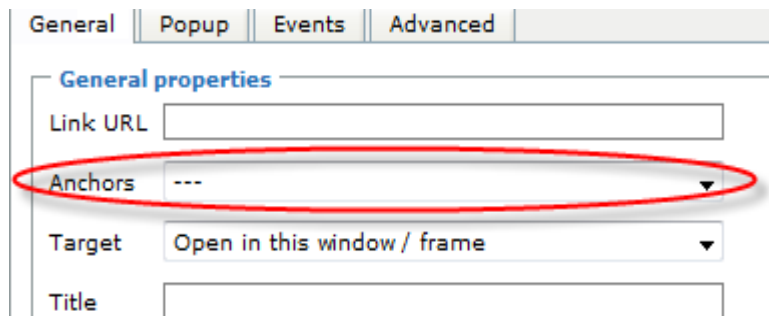 General Popup Events Advanced
General properties
Link URL
Anchors ---
Target Open in this window / frame
Title